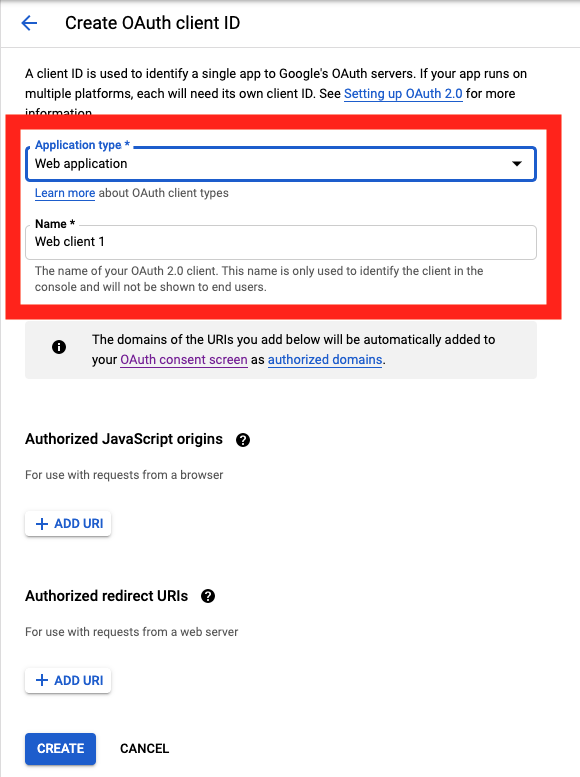 Create OAuth client ID
A client ID is used to identify a single app to Google's OAuth servers. If your app runs on
multiple platforms, each will need its own client ID. See Setting up OAuth 2.0 for more
information.
Application type *
Web application
Learn more about OAuth client types
Name *
Web client 1
The name of your OAuth 2.0 client. This name is only used to identify the client in the
console and will not be shown to end users.
The domains of the URIs you add below will be automatically added to
your OAuth consent screen as authorized domains.
Authorized JavaScript origins
For use with requests from a browser
+ ADD URI
Authorized redirect URIs
For use with requests from a web server
+ ADD URI
CREATE CANCEL